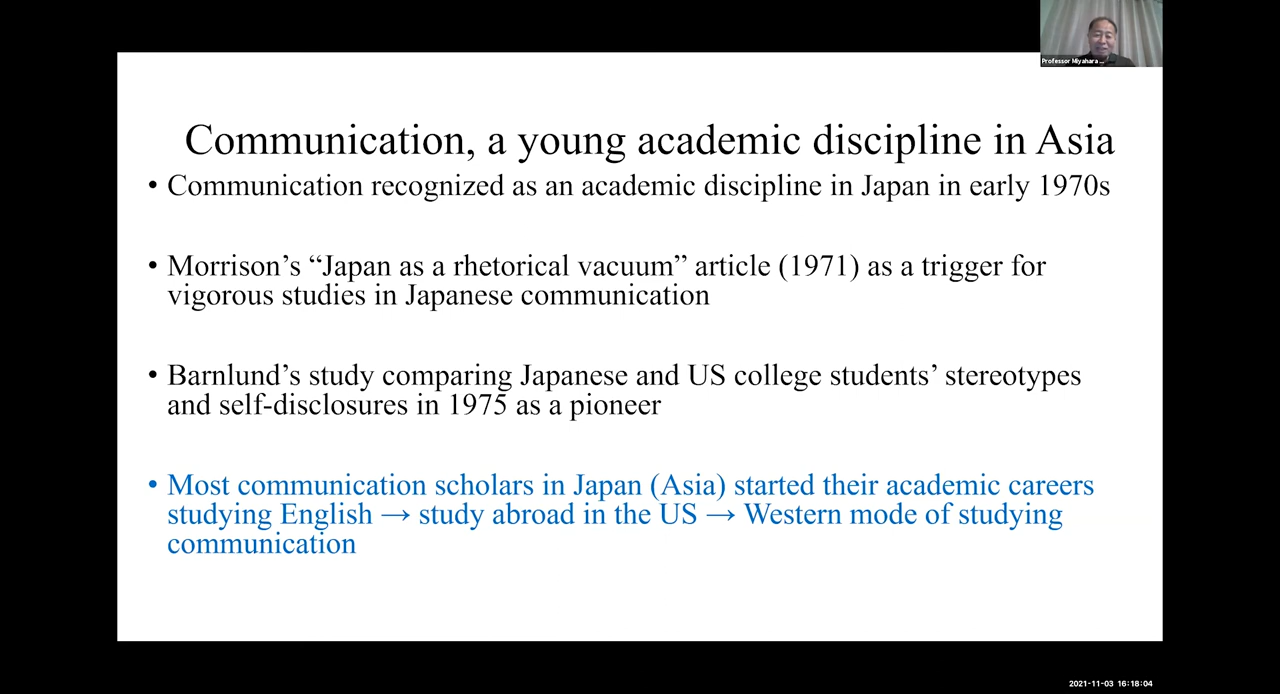 Professor Miyahara ...
Communication, a young academic discipline in Asia
• Communication recognized as an academic discipline in Japan in early 1970s
• Morrison’s “Japan as a rhetorical vacuum” article (1971) as a trigger for
vigorous studies in Japanese communication
• Barnlund’s study comparing Japanese and US college students’ stereotypes
and self-disclosures in 1975 as a pioneer
• Most communication scholars in Japan (Asia) started their academic careers
studying English → study abroad in the US → Western mode of studying
communication
2021-11-03 16:18:04